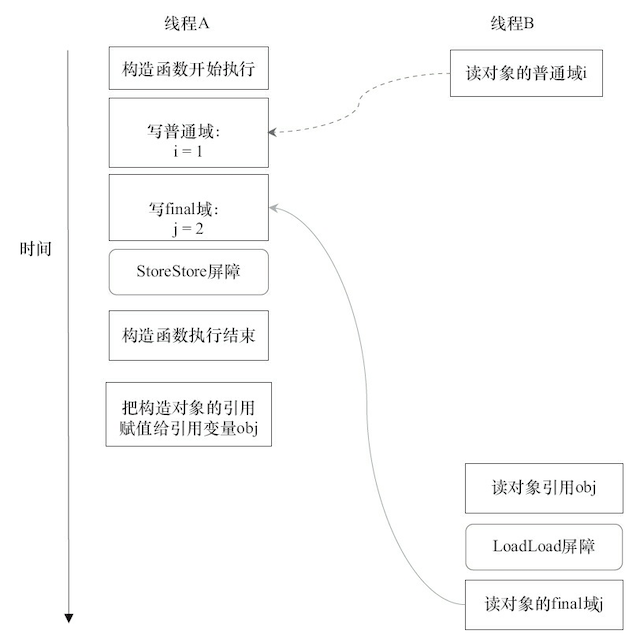 线程A
线程B
构造函数开始执行
读对象的普通域i
写普通域：
i = 1
写final域：
j = 2
时间
StoreStore屏障
构造函数执行结束
把构造对象的引用
赋值给引用变量obj
读对象引用obj
LoadLoad屏障
读对象的final域j